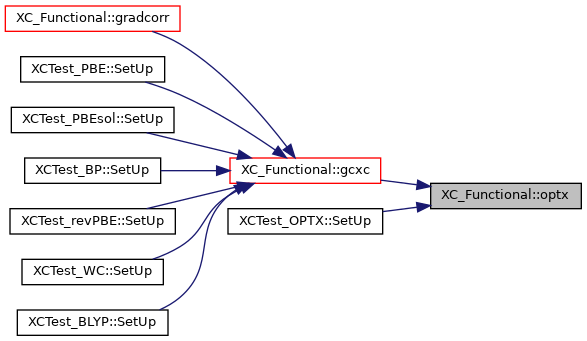 XC_Functional::gradcorr
XCTest_PBE::SetUp
XCTest_PBEsol::SetUp
XCTest_BP::SetUp
XC_Functional::gcxc
XC_Functional::optx
XCTest_revPBE::SetUp
XCTest_OPTX::SetUp
XCTest_WC::SetUp
XCTest_BLYP::SetUp